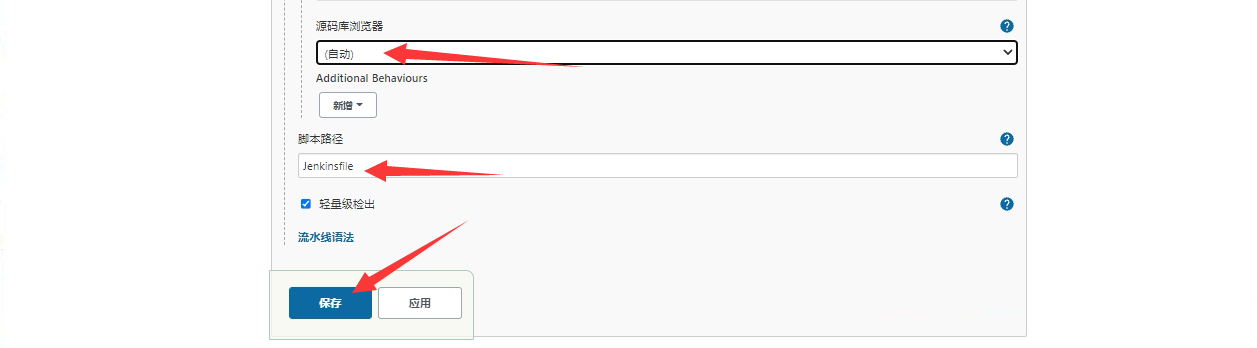 源码库浏览器
(自动)
Additional Behaviours
新增
脚本路径
Jenkinsfile
轻量级检出
流水线语法
保存
应用